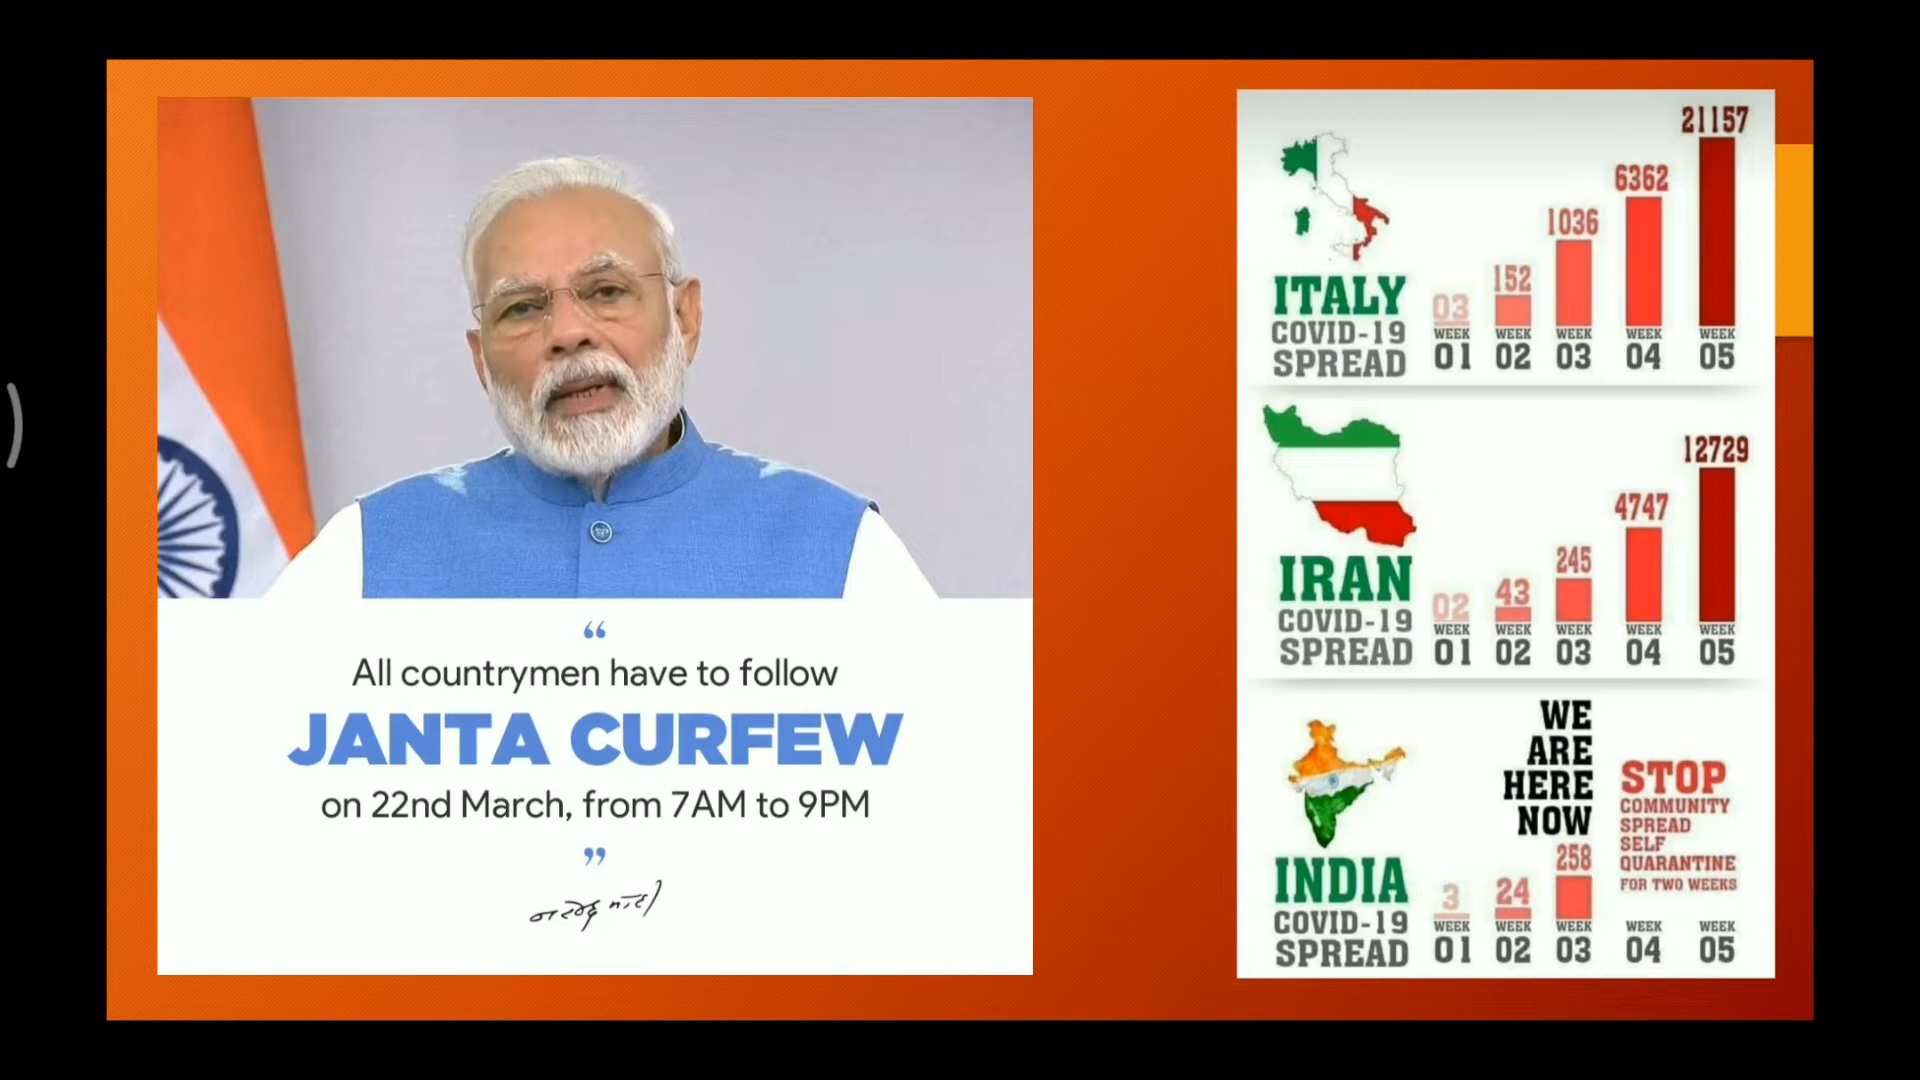 “
All countrymen have to follow
JANTA CURFEW
on 22nd March, from 7AM to 9PM
”
नरेन्द्र मोदी
ITALY
COVID-19
SPREAD
03 152 1036 6362 21157
WEEK WEEK WEEK WEEK WEEK
01 02 03 04 05
IRAN
COVID-19
SPREAD
02 43 245 4747 12729
WEEK WEEK WEEK WEEK WEEK
01 02 03 04 05
WE
ARE
HERE
NOW
STOP
COMMUNITY
SPREAD
SELF
QUARANTINE
FOR TWO WEEKS
INDIA
COVID-19
SPREAD
3 24 258
WEEK WEEK WEEK WEEK WEEK
01 02 03 04 05